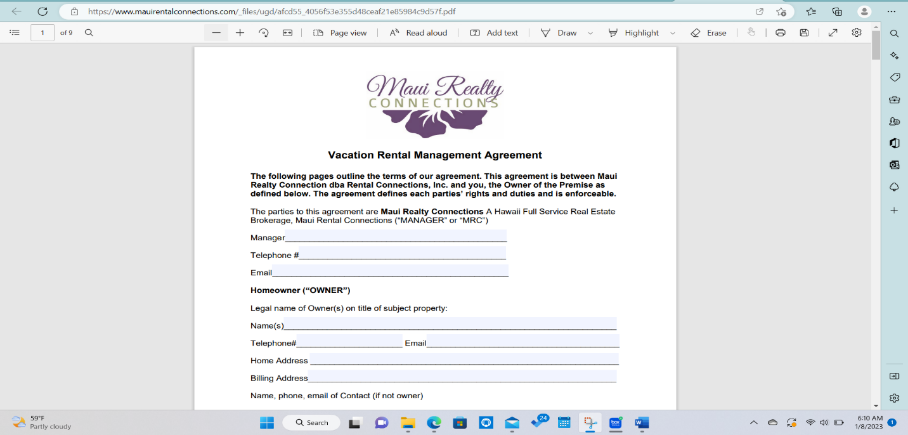 https://www.mauirentalconnections.com/_files/ugd/afcd55_4056f53e355d48ceaf21e85984c9d57f.pdf
1 of 9 Page view Read aloud Add text Draw Highlight Erase
Maui Realty
CONNECTIONS
Vacation Rental Management Agreement
The following pages outline the terms of our agreement. This agreement is between Maui
Realty Connection dba Rental Connections, Inc. and you, the Owner of the Premise as
defined below. The agreement defines each parties' rights and duties and is enforceable.
The parties to this agreement are Maui Realty Connections A Hawaii Full Service Real Estate
Brokerage, Maui Rental Connections ("MANAGER" or "MRC")
Manager
Telephone #
Email
Homeowner ("OWNER")
Legal name of Owner(s) on title of subject property:
Name(s)
Telephone# Email
Home Address
Billing Address
Name, phone, email of Contact (if not owner)
59°F
Partly cloudy
Search
24
6:30 AM
1/8/2023
1